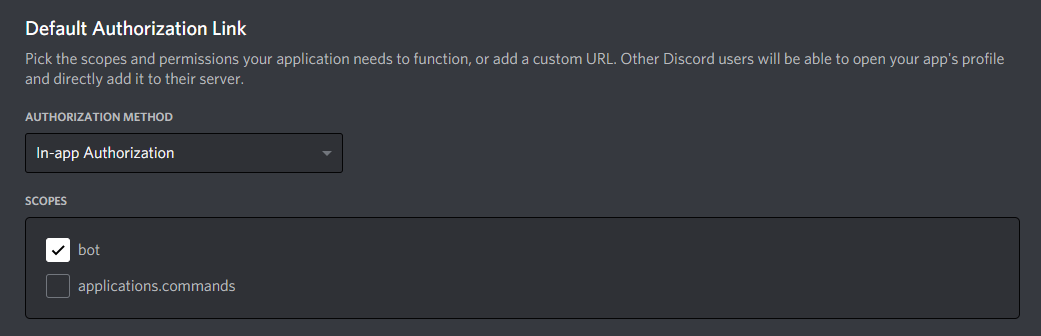 Default Authorization Link
Pick the scopes and permissions your application needs to function, or add a custom URL. Other Discord users will be able to open your app's profile
and directly add it to their server.
AUTHORIZATION METHOD
In-app Authorization
SCOPES
bot
applications.commands